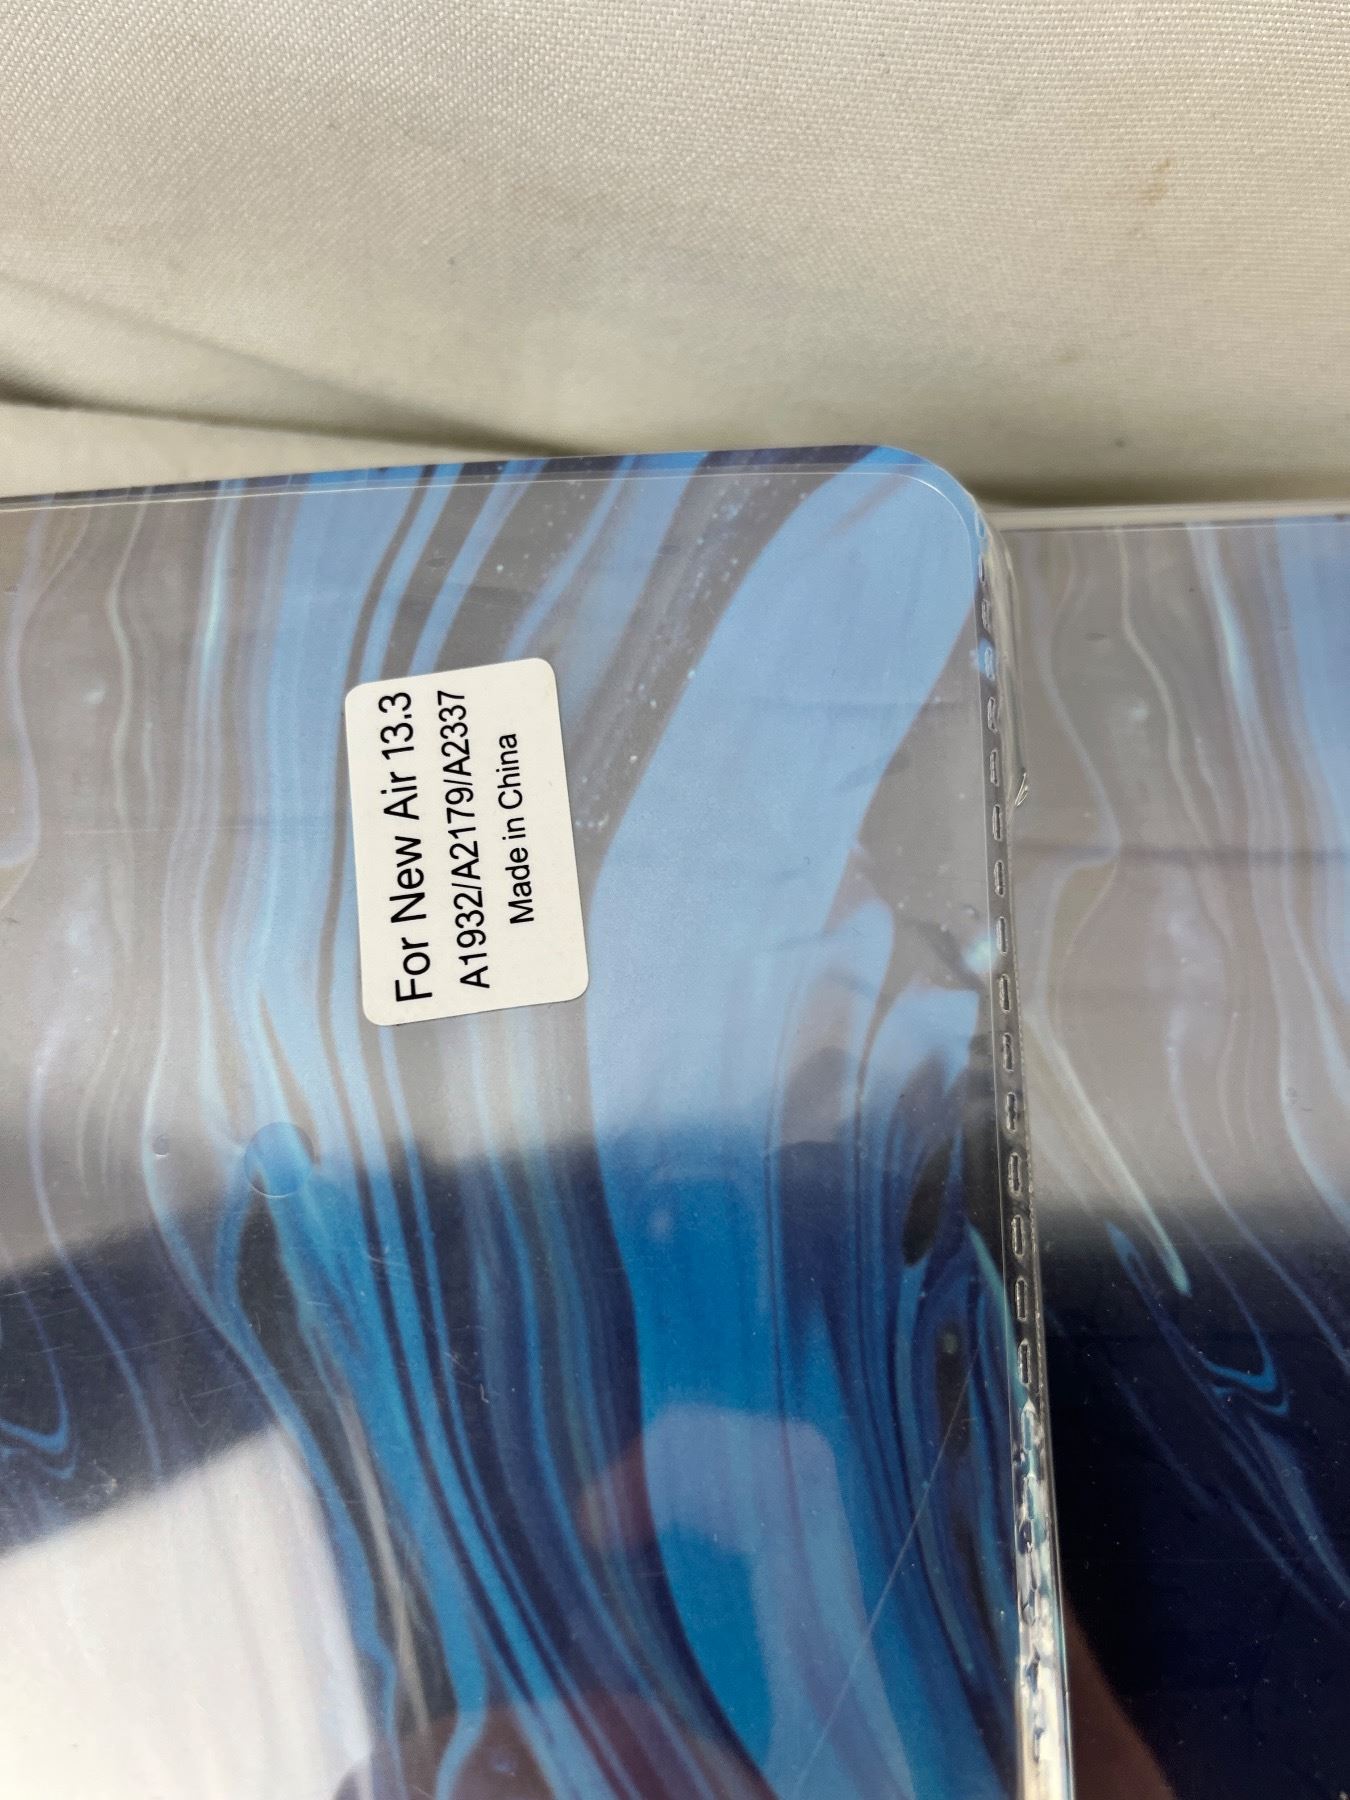 For New Air 13.3
A1932/A2179/A2337
Made in China